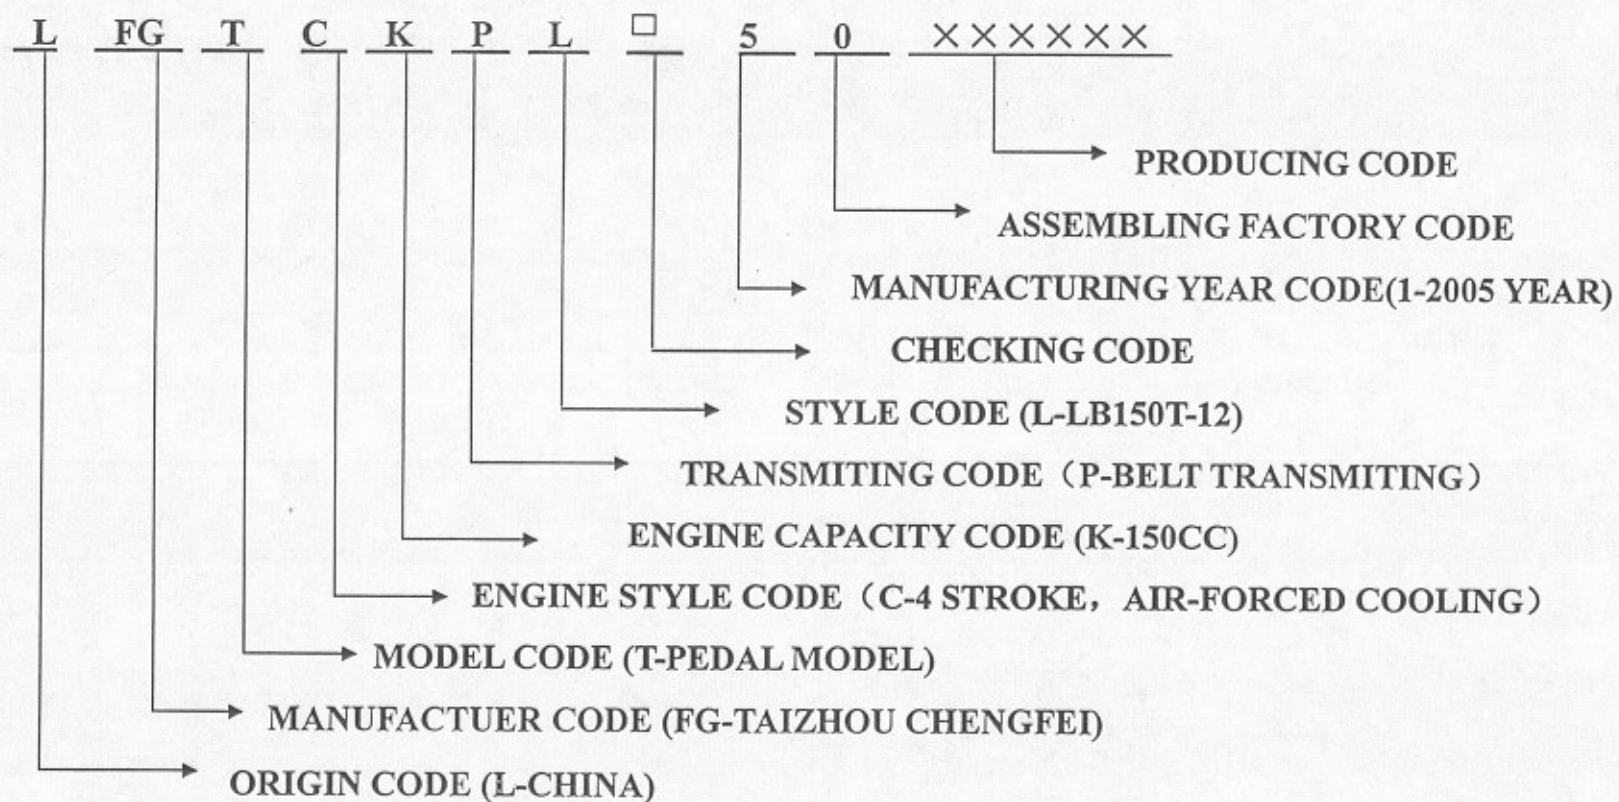 L FG T C K P L □ 5 0 ××××××
PRODUCING CODE
ASSEMBLING FACTORY CODE
MANUFACTURING YEAR CODE(1-2005 YEAR)
CHECKING CODE
STYLE CODE (L-LB150T-12)
TRANSMITING CODE（P-BELT TRANSMITING）
ENGINE CAPACITY CODE (K-150CC)
ENGINE STYLE CODE（C-4 STROKE，AIR-FORCED COOLING）
MODEL CODE (T-PEDAL MODEL)
MANUFACTUER CODE (FG-TAIZHOU CHENGFEI)
ORIGIN CODE (L-CHINA)